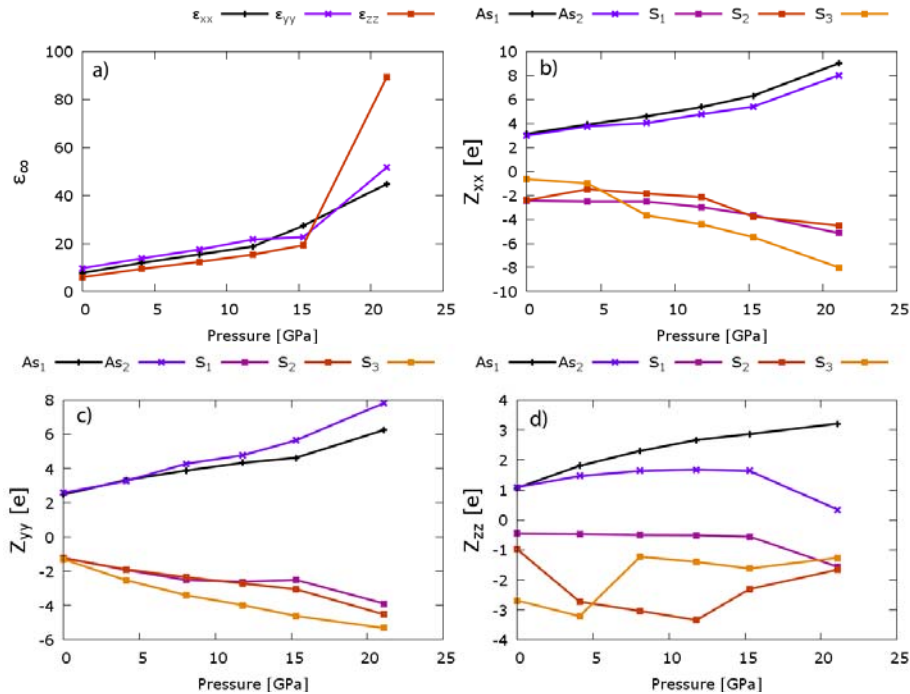 εxx εyy εzz
a)
100
80
60
40
20
0
ε∞
0 5 10 15 20 25
Pressure [GPa]
As1 As2 S1 S2 S3
b)
10
8
6
4
2
0
-2
-4
-6
-8
-10
Zxx [e]
0 5 10 15 20 25
Pressure [GPa]
As1 As2 S1 S2 S3
c)
8
6
4
2
0
-2
-4
-6
Zyy [e]
0 5 10 15 20 25
Pressure [GPa]
As1 As2 S1 S2 S3
d)
4
3
2
1
0
-1
-2
-3
-4
Zzz [e]
0 5 10 15 20 25
Pressure [GPa]